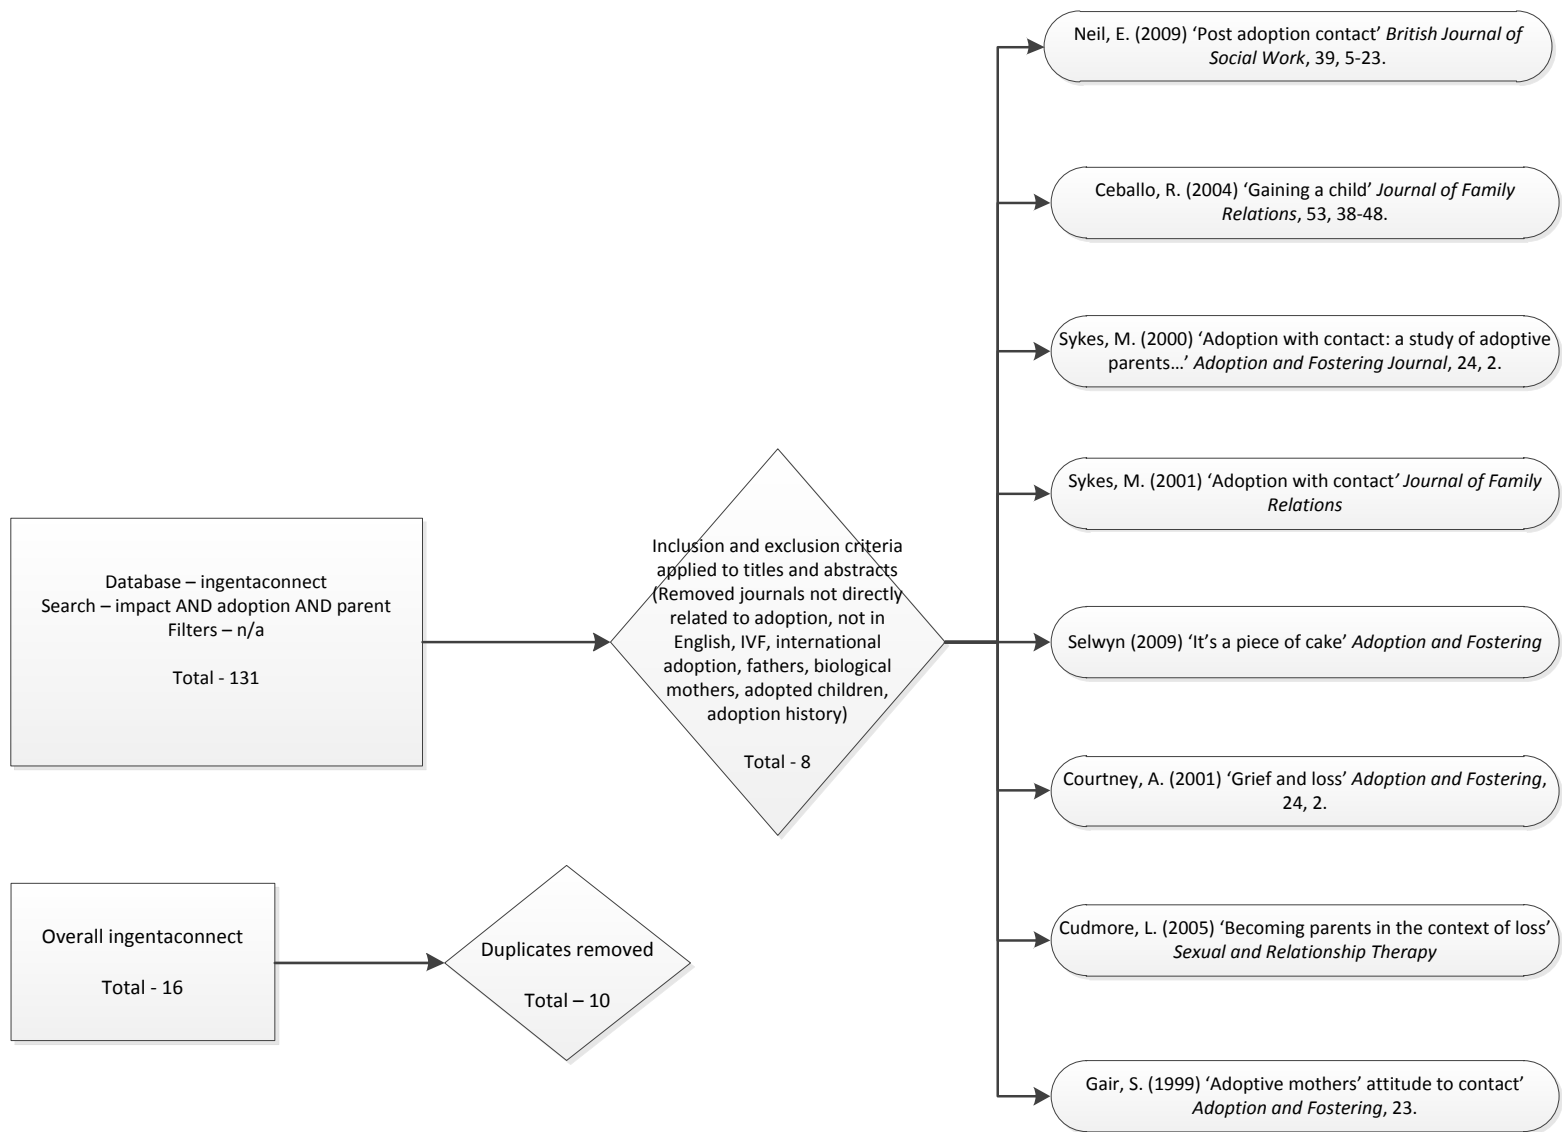 Database – ingentaconnect
Search – impact AND adoption AND parent
Filters – n/a
Total - 131
Inclusion and exclusion criteria
applied to titles and abstracts
(Removed journals not directly
related to adoption, not in
English, IVF, international
adoption, fathers, biological
mothers, adopted children,
adoption history)
Total - 8
Neil, E. (2009) ‘Post adoption contact’ British Journal of
Social Work, 39, 5-23.
Ceballo, R. (2004) ‘Gaining a child’ Journal of Family
Relations, 53, 38-48.
Sykes, M. (2000) ‘Adoption with contact: a study of adoptive
parents…’ Adoption and Fostering Journal, 24, 2.
Sykes, M. (2001) ‘Adoption with contact’ Journal of Family
Relations
Selwyn (2009) ‘It’s a piece of cake’ Adoption and Fostering
Courtney, A. (2001) ‘Grief and loss’ Adoption and Fostering,
24, 2.
Cudmore, L. (2005) ‘Becoming parents in the context of loss’
Sexual and Relationship Therapy
Gair, S. (1999) ‘Adoptive mothers’ attitude to contact’
Adoption and Fostering, 23.
Overall ingentaconnect
Total - 16
Duplicates removed
Total – 10